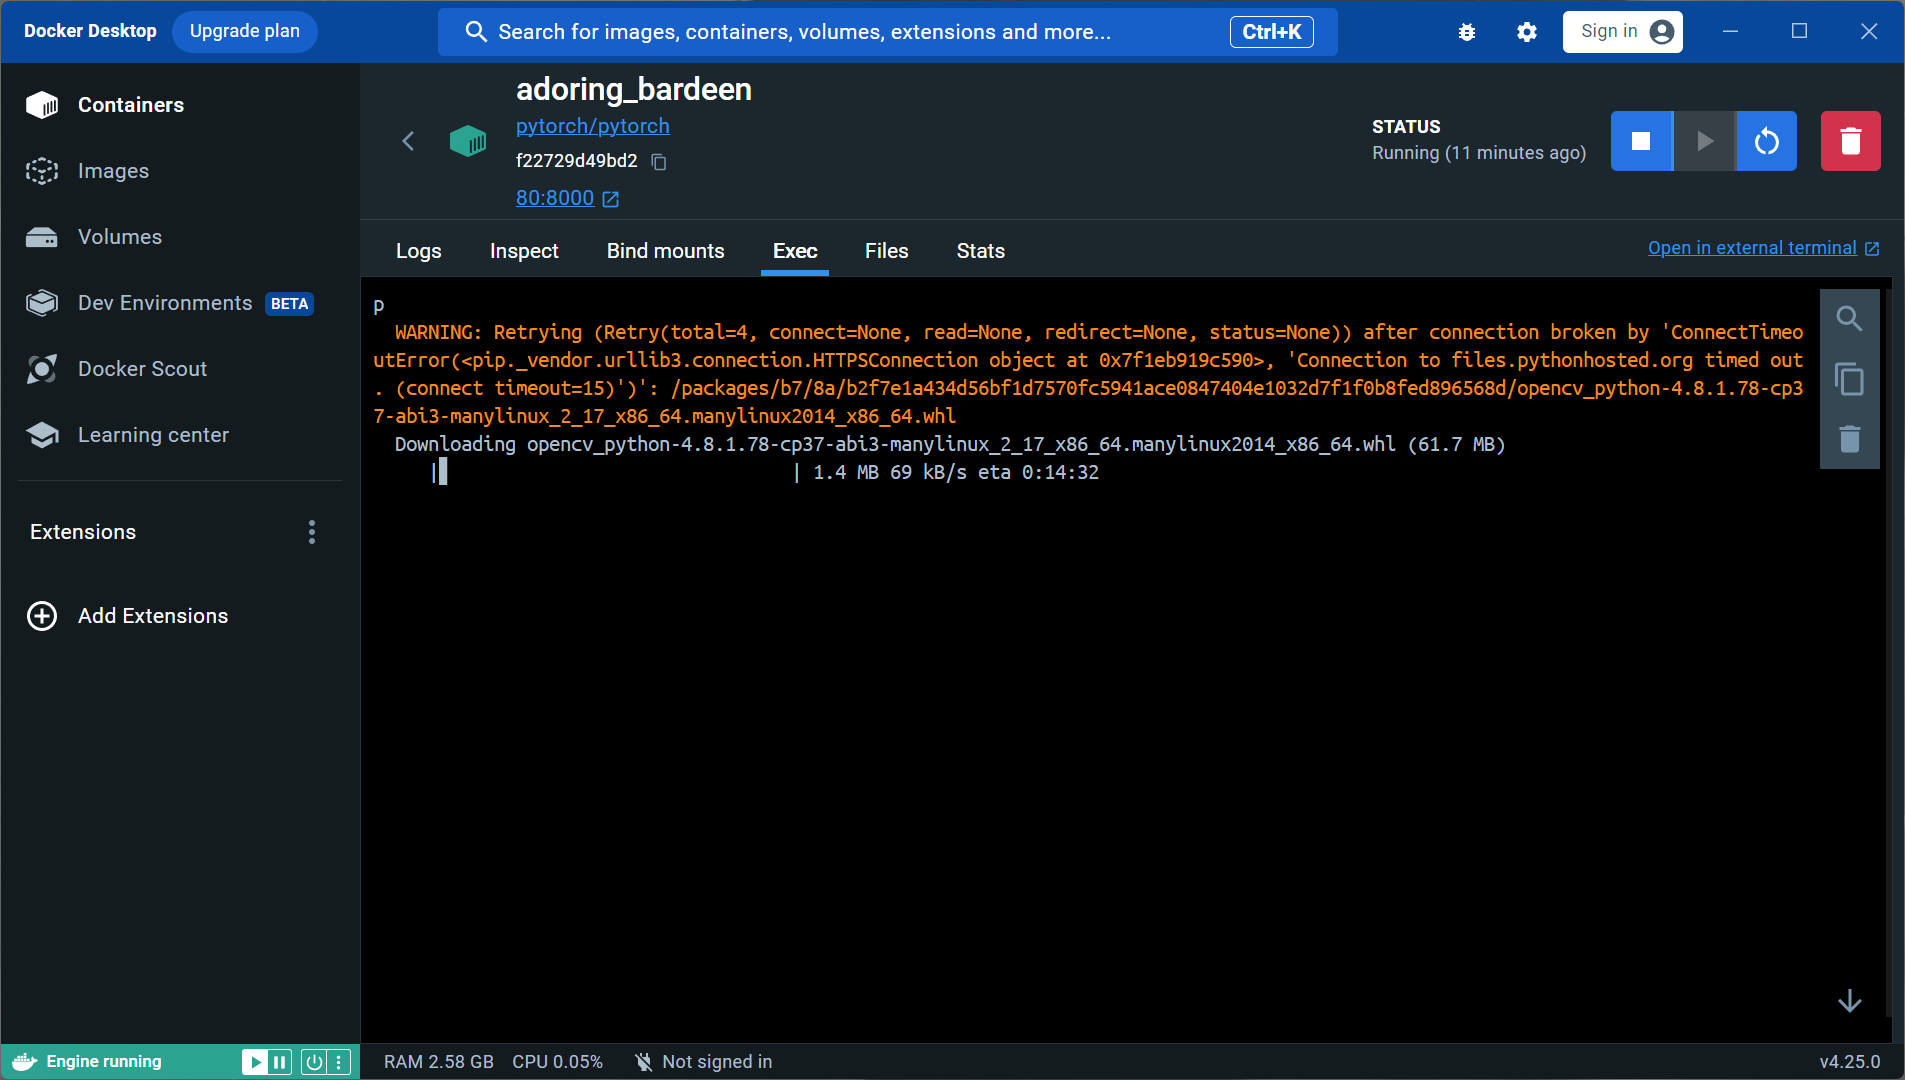 Docker Desktop
Upgrade plan
Search for images, containers, volumes, extensions and more...
Ctrl+K
Sign in
Containers
Images
Volumes
Dev Environments BETA
Docker Scout
Learning center
Extensions
Add Extensions
adoring_bardeen
pytorch/pytorch
f22729d49bd2
80:8000
STATUS
Running (11 minutes ago)
Logs Inspect Bind mounts Exec Files Stats
Open in external terminal
p
WARNING: Retrying (Retry(total=4, connect=None, read=None, redirect=None, status=None)) after connection broken by 'ConnectTimeo
utError(<pip._vendor.urllib3.connection.HTTPSConnection object at 0x7f1eb919c590>, 'Connection to files.pythonhosted.org timed out
. (connect timeout=15)')': /packages/b7/8a/b2f7e1a434d56bf1d7570fc5941ace0847404e1032d7f1f0b8fed896568d/opencv_python-4.8.1.78-cp3
7-abi3-manylinux_2_17_x86_64.manylinux2014_x86_64.whl
Downloading opencv_python-4.8.1.78-cp37-abi3-manylinux_2_17_x86_64.manylinux2014_x86_64.whl (61.7 MB)
|█ | 1.4 MB 69 kB/s eta 0:14:32
Engine running
RAM 2.58 GB CPU 0.05% Not signed in
v4.25.0